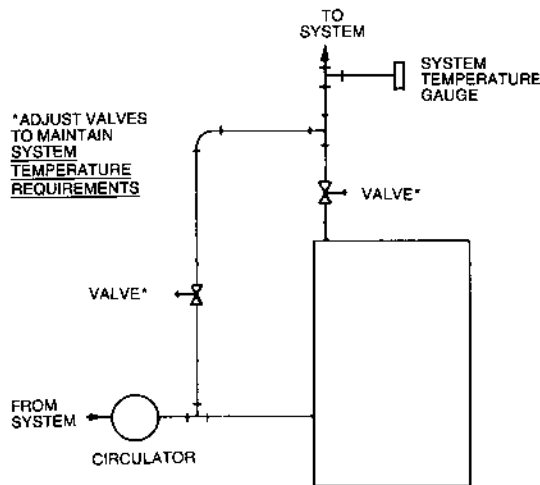 TO
SYSTEM
SYSTEM
TEMPERATURE
GAUGE
*ADJUST VALVES
TO MAINTAIN
SYSTEM
TEMPERATURE
REQUIREMENTS
VALVE*
VALVE*
FROM
SYSTEM
CIRCULATOR